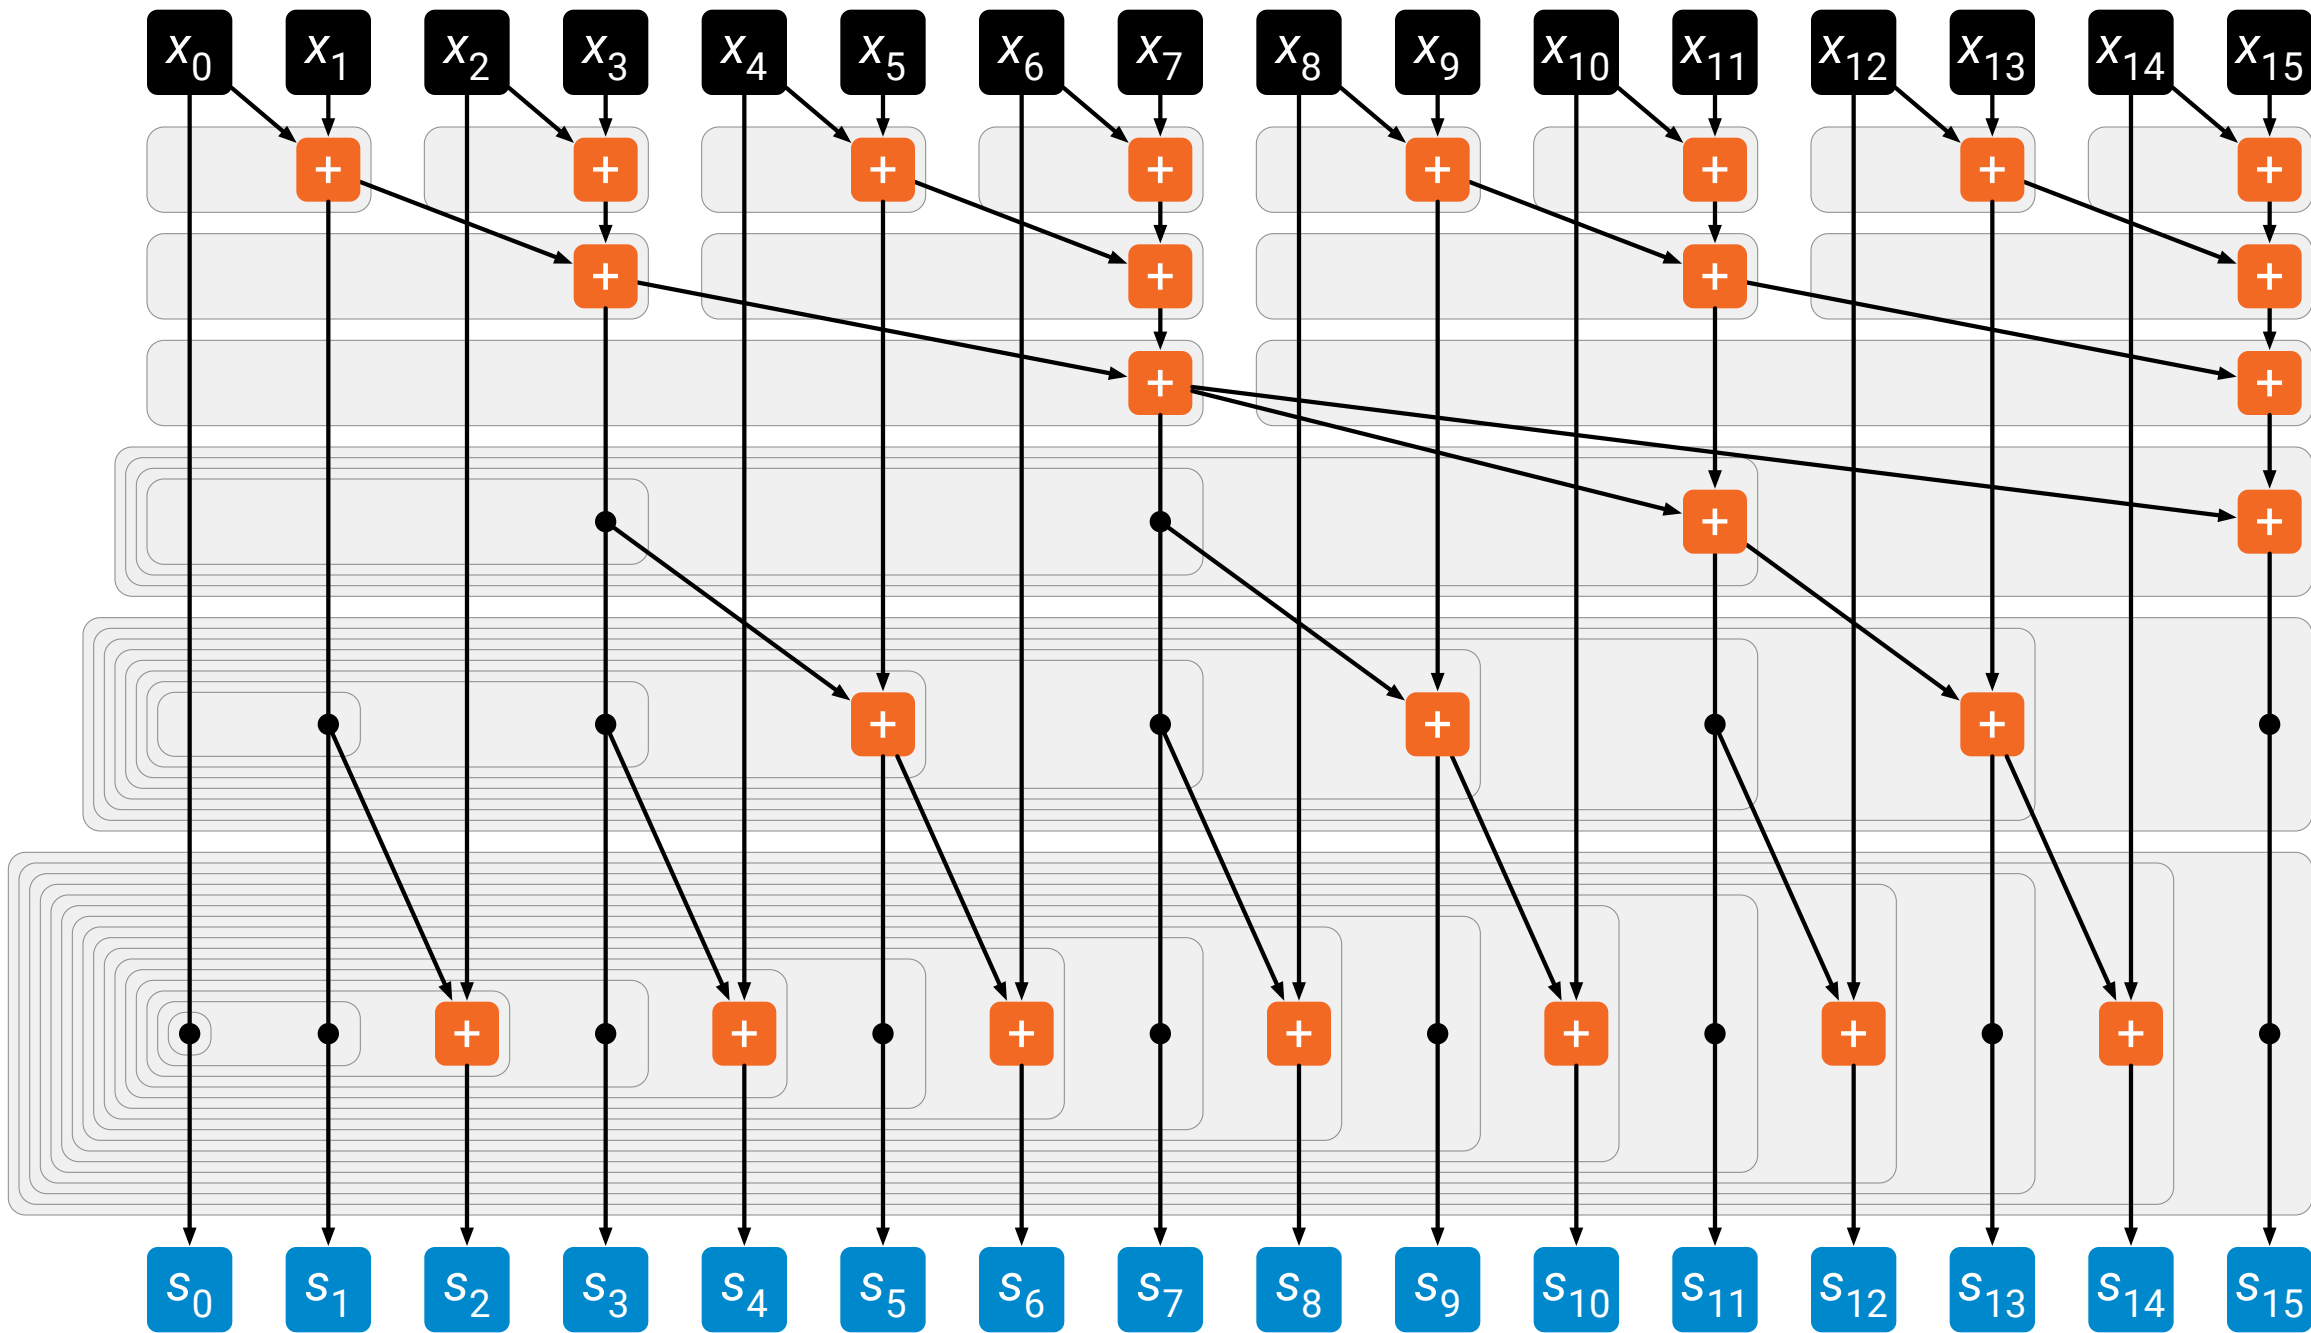 x0 x1 x2 x3 x4 x5 x6 x7 x8 x9 x10 x11 x12 x13 x14 x15
+ + + + + + + +
+ + + +
+ +
+ +
+ + +
+ + + + + + +
s0 s1 s2 s3 s4 s5 s6 s7 s8 s9 s10 s11 s12 s13 s14 s15